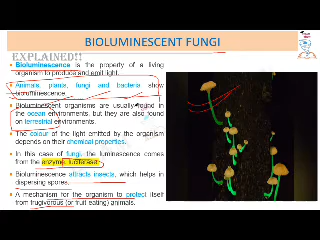 BIOLUMINESCENT FUNGI
EXPLAINED!!
Bioluminescence is the property of a living
organism to produce and emit light.
Animals, plants, fungi and bacteria show
bioluminescence.
Bioluminescent organisms are usually found in
the ocean environments, but they are also found
on terrestrial environments.
The colour of the light emitted by the organism
depends on their chemical properties.
In this case of fungi, the luminescence comes
from the enzyme, luciferase.
Bioluminescence attracts insects, which helps in
dispersing spores.
A mechanism for the organism to protect itself
from frugivorous (or fruit eating) animals.